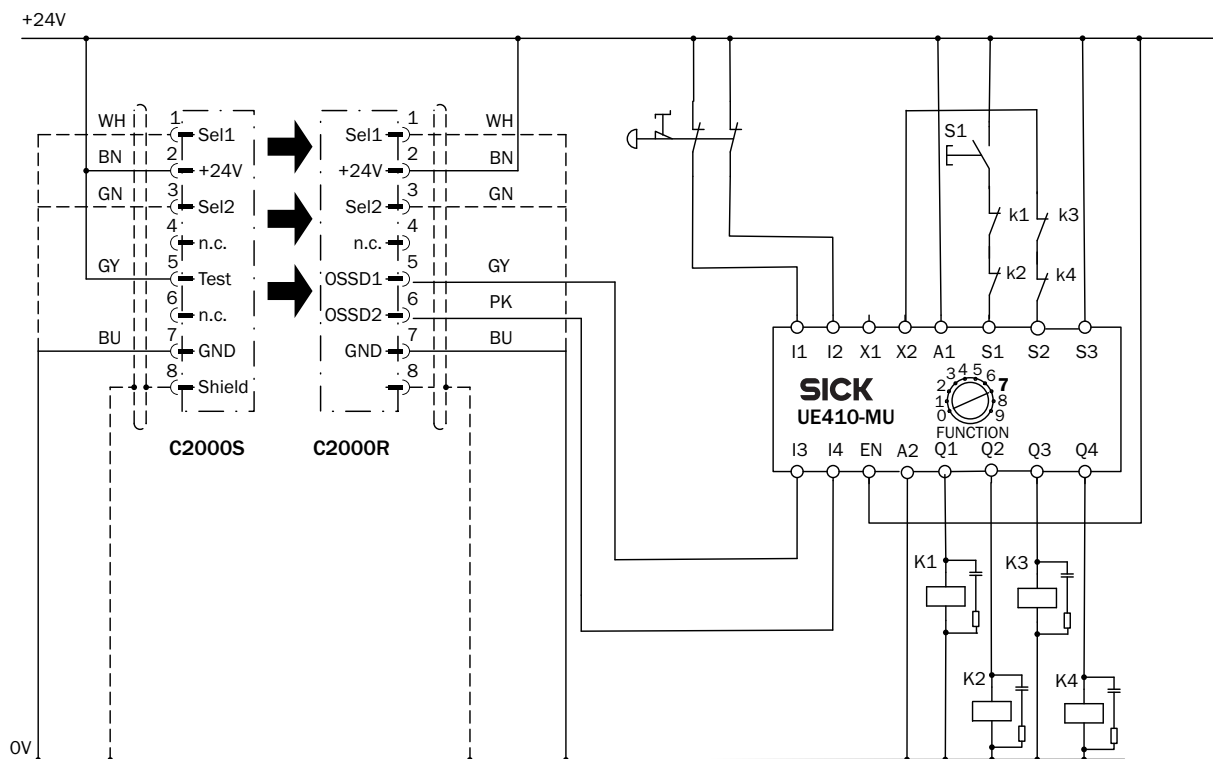 +24V
WH
1
Sel1
BN
2
+24V
GN
3
Sel2
4
n.c.
GY
5
Test
6
n.c.
BU
7
GND
8
Shield
C2000S
Sel1
1
WH
+24V
2
BN
Sel2
3
GN
n.c.
4
OSSD1
5
GY
OSSD2
6
PK
GND
7
BU
8
C2000R
S1
k1
k3
k2
k4
I1 I2 X1 X2 A1 S1 S2 S3
SICK
UE410-MU
0 1 2 3 4 5 6 7 8 9
FUNCTION
I3 I4 EN A2 Q1 Q2 Q3 Q4
K1
K3
K2
K4
0V